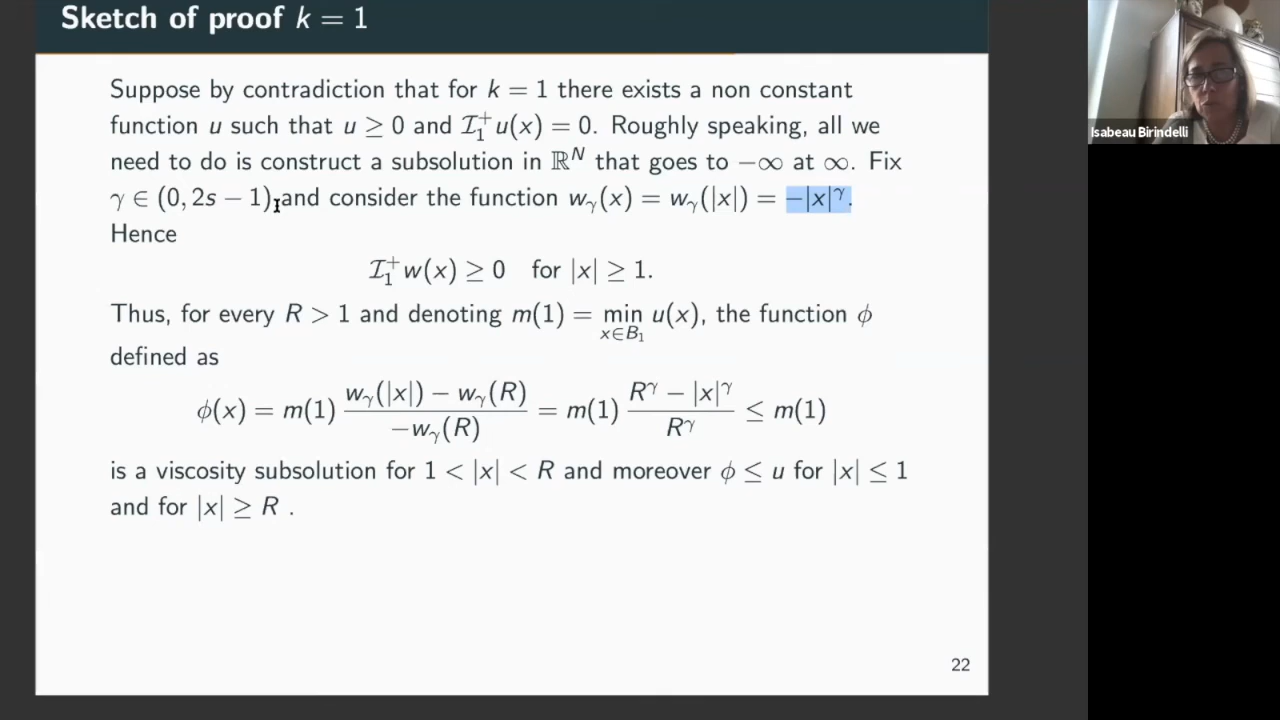 Sketch of proof k = 1
Suppose by contradiction that for k = 1 there exists a non constant
function u such that u ≥ 0 and 𝓘₁⁺u(x) = 0. Roughly speaking, all we
need to do is construct a subsolution in ℝᴺ that goes to −∞ at ∞. Fix
γ ∈ (0, 2s − 1), and consider the function w_γ(x) = w_γ(|x|) = −|x|^γ.
Hence
𝓘₁⁺w(x) ≥ 0 for |x| ≥ 1.
Thus, for every R > 1 and denoting m(1) = min_{x∈B₁} u(x), the function ϕ
defined as
ϕ(x) = m(1) (w_γ(|x|) − w_γ(R))/(−w_γ(R)) = m(1) (R^γ − |x|^γ)/R^γ ≤ m(1)
is a viscosity subsolution for 1 < |x| < R and moreover ϕ ≤ u for |x| ≤ 1
and for |x| ≥ R .
22
Isabeau Birindelli